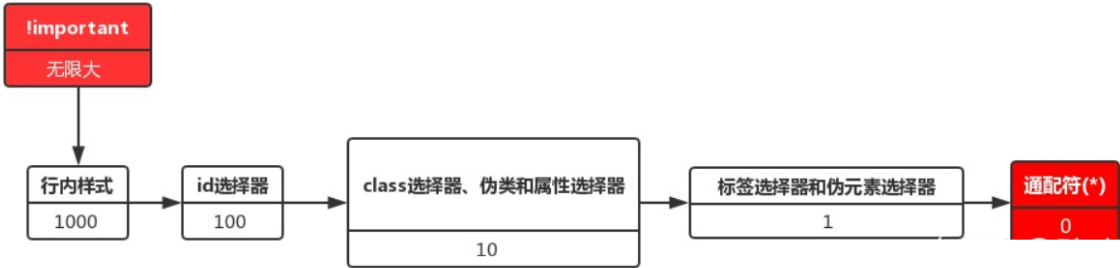 !important
无限大
行内样式
1000
id选择器
100
class选择器、伪类和属性选择器
10
标签选择器和伪元素选择器
1
通配符(*)
0